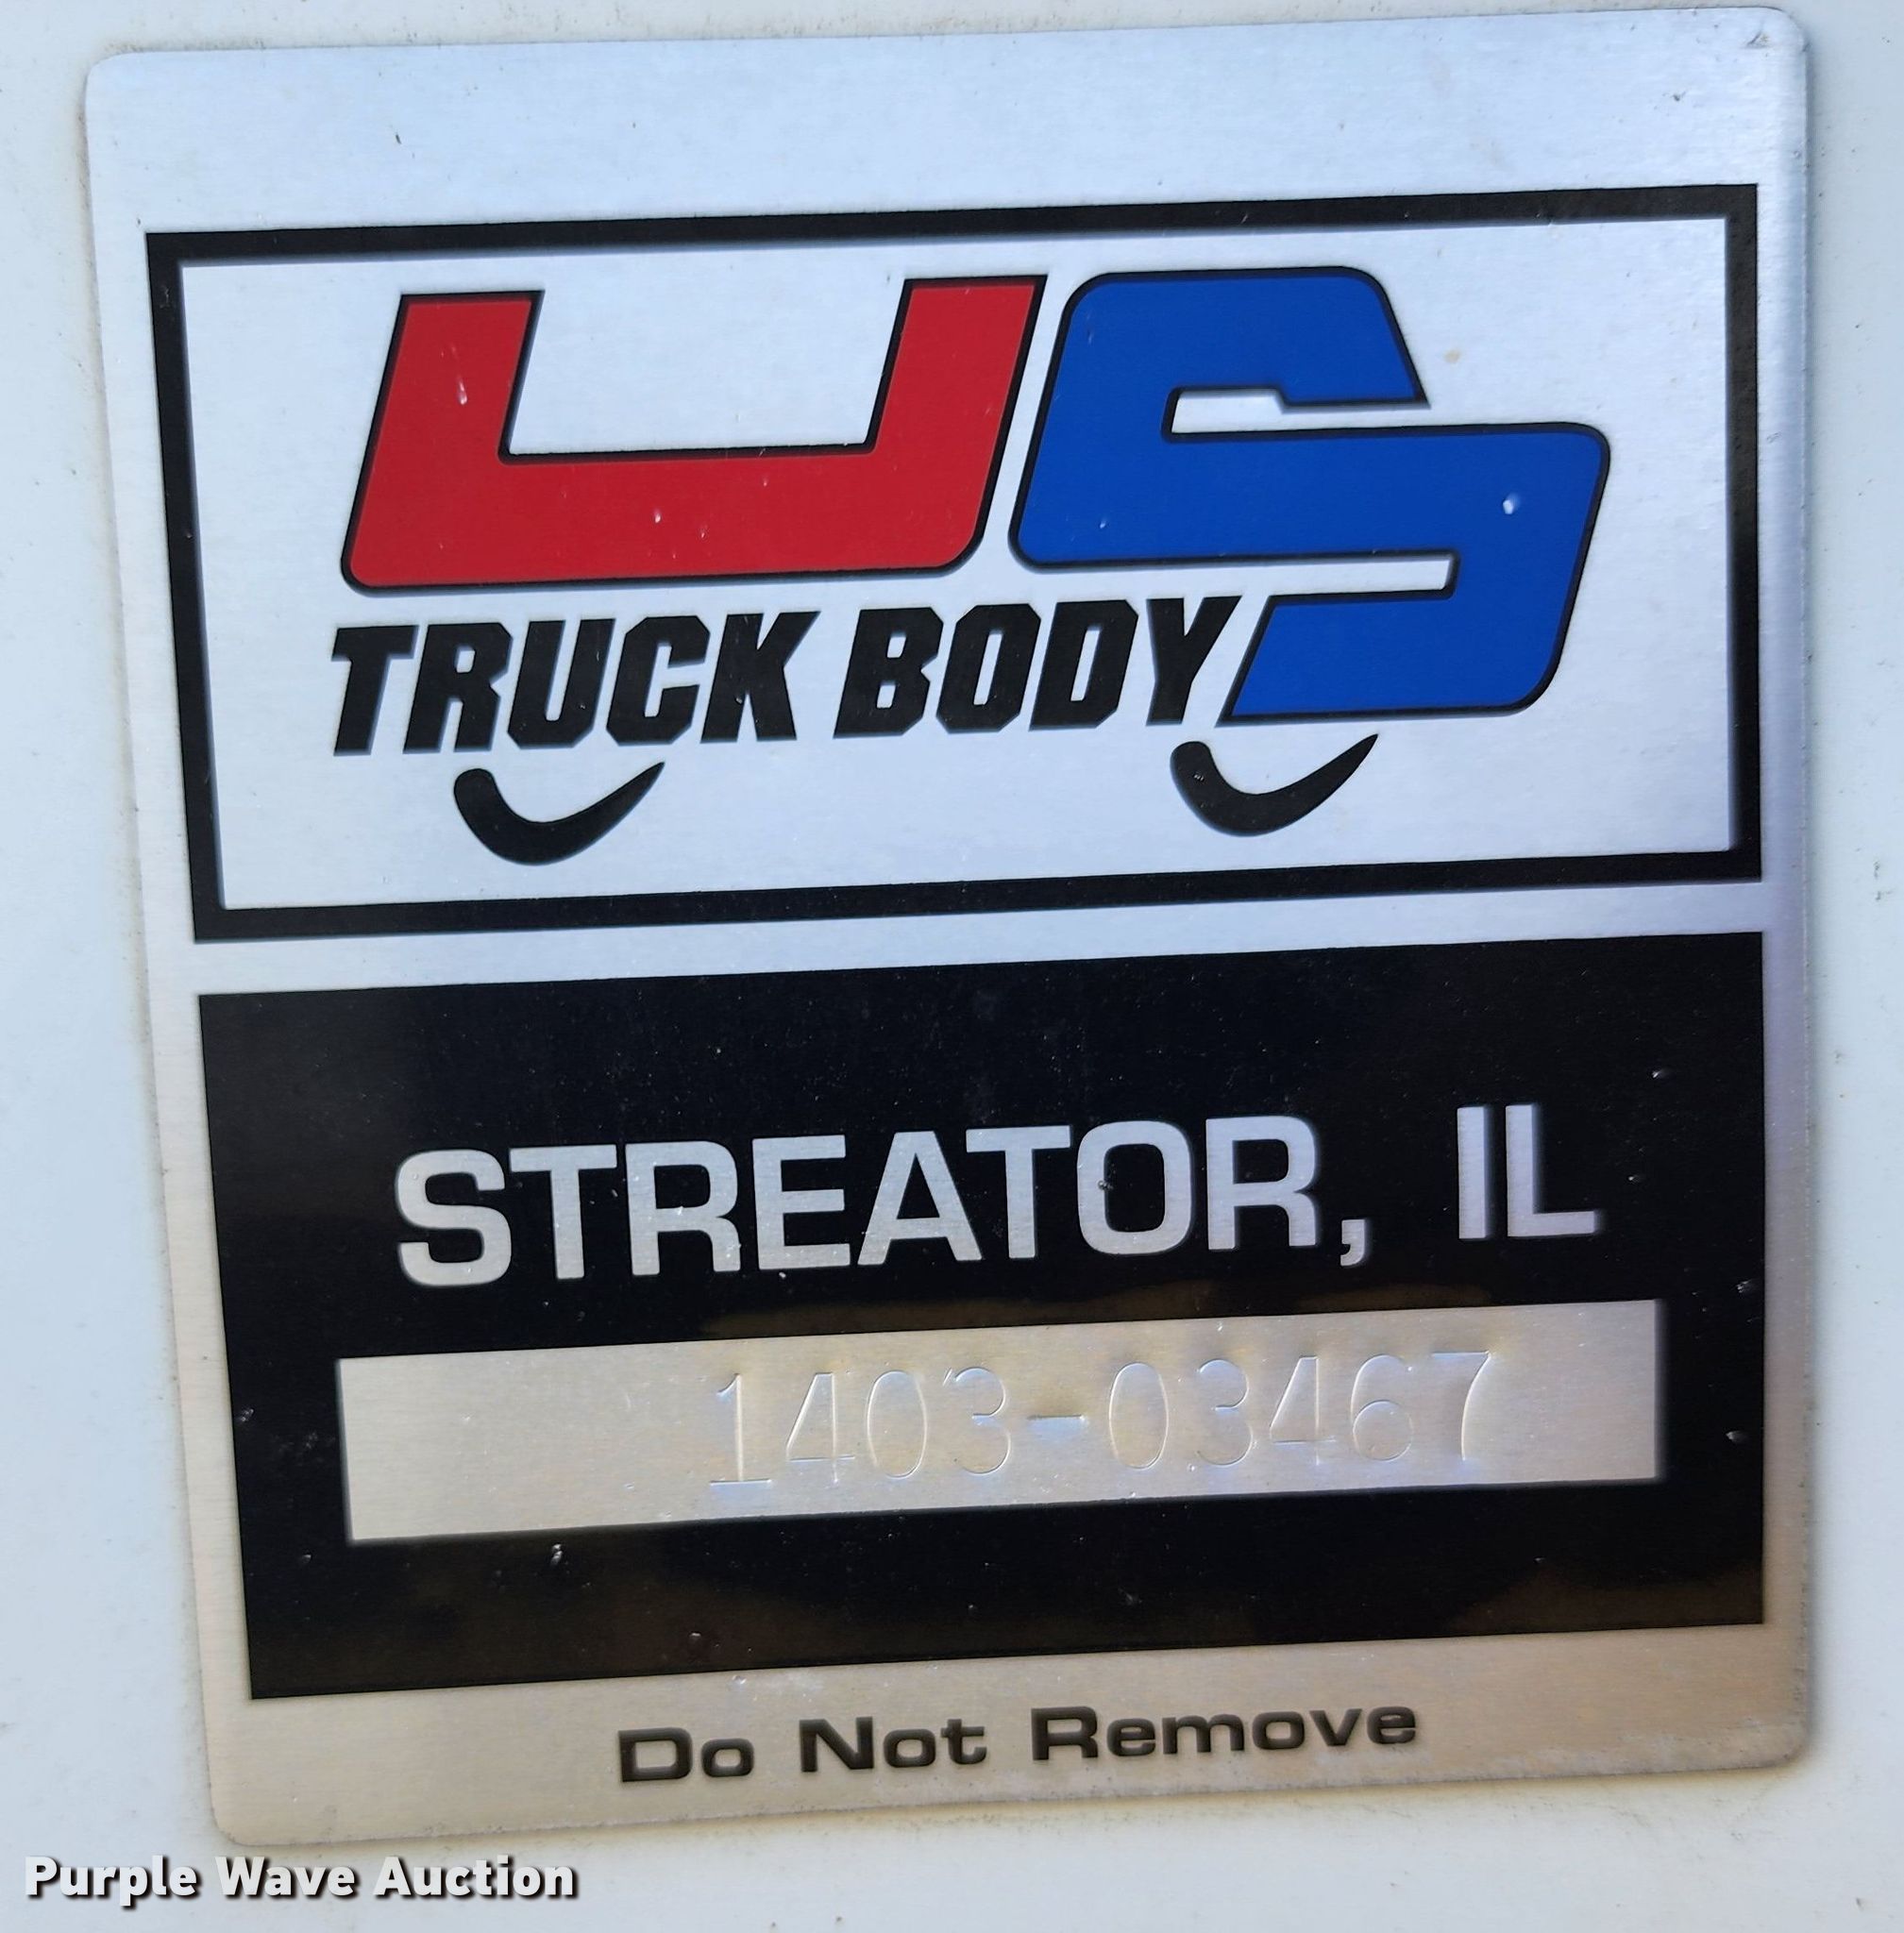 US
TRUCK BODY
STREATOR, IL
1403-03467
Do Not Remove
Purple Wave Auction